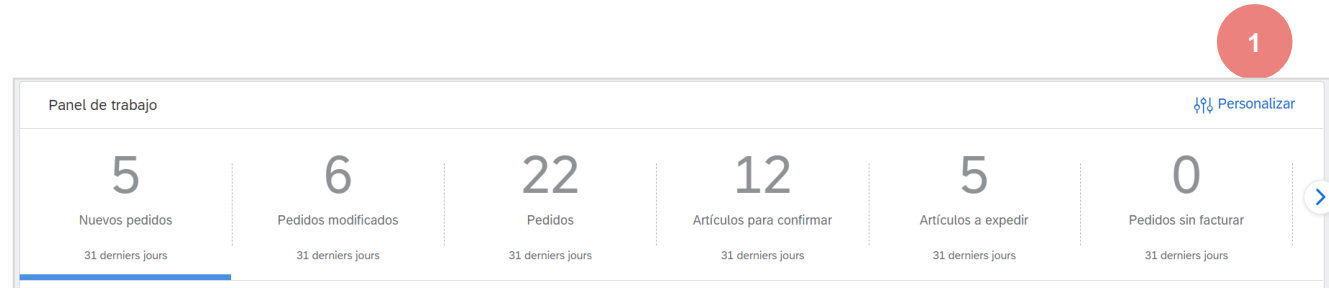 1
Panel de trabajo
Personalizar
5
6
22
12
5
0
Nuevos pedidos
Pedidos modificados
Pedidos
Artículos para confirmar
Artículos a expedir
Pedidos sin facturar
31 derniers jours
31 derniers jours
31 derniers jours
31 derniers jours
31 derniers jours
31 derniers jours